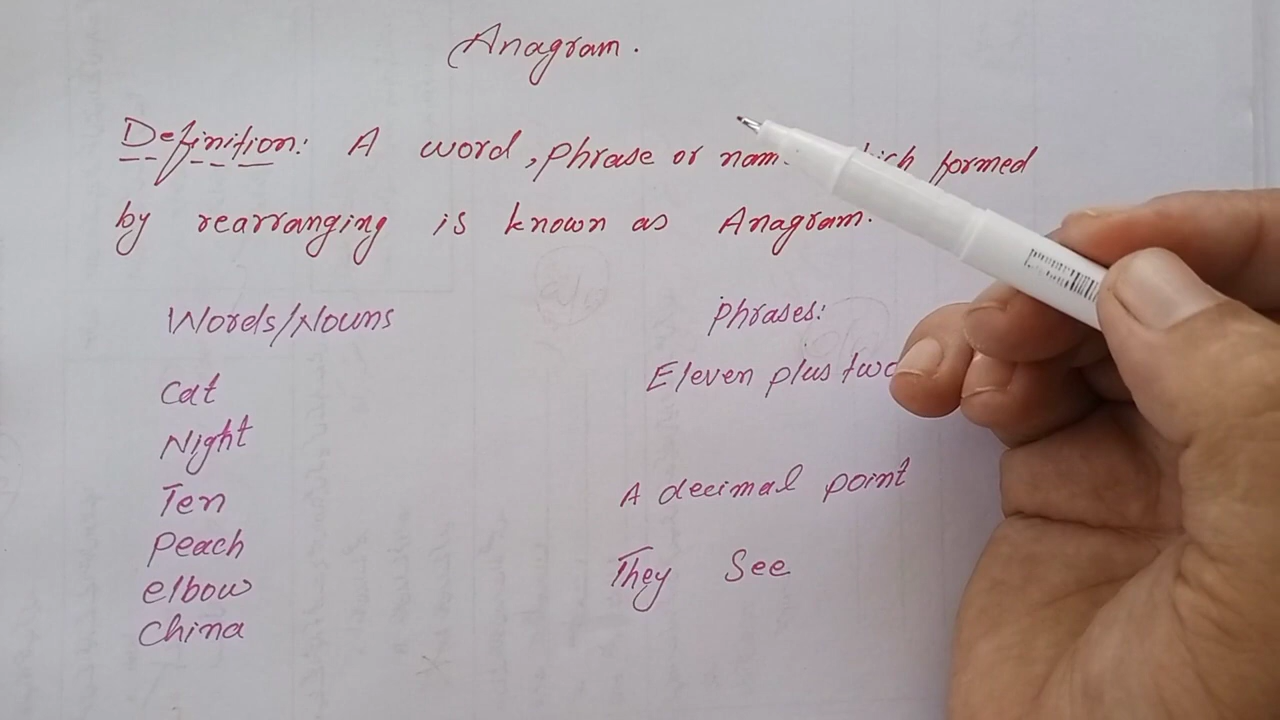 Anagram.
Definition: A word, phrase or formed
by rearranging is known as Anagram.
Words/Nouns
Phrases:
Cat
Night
Ten
Peach
elbow
China
Eleven plus two
A decimal point
They See